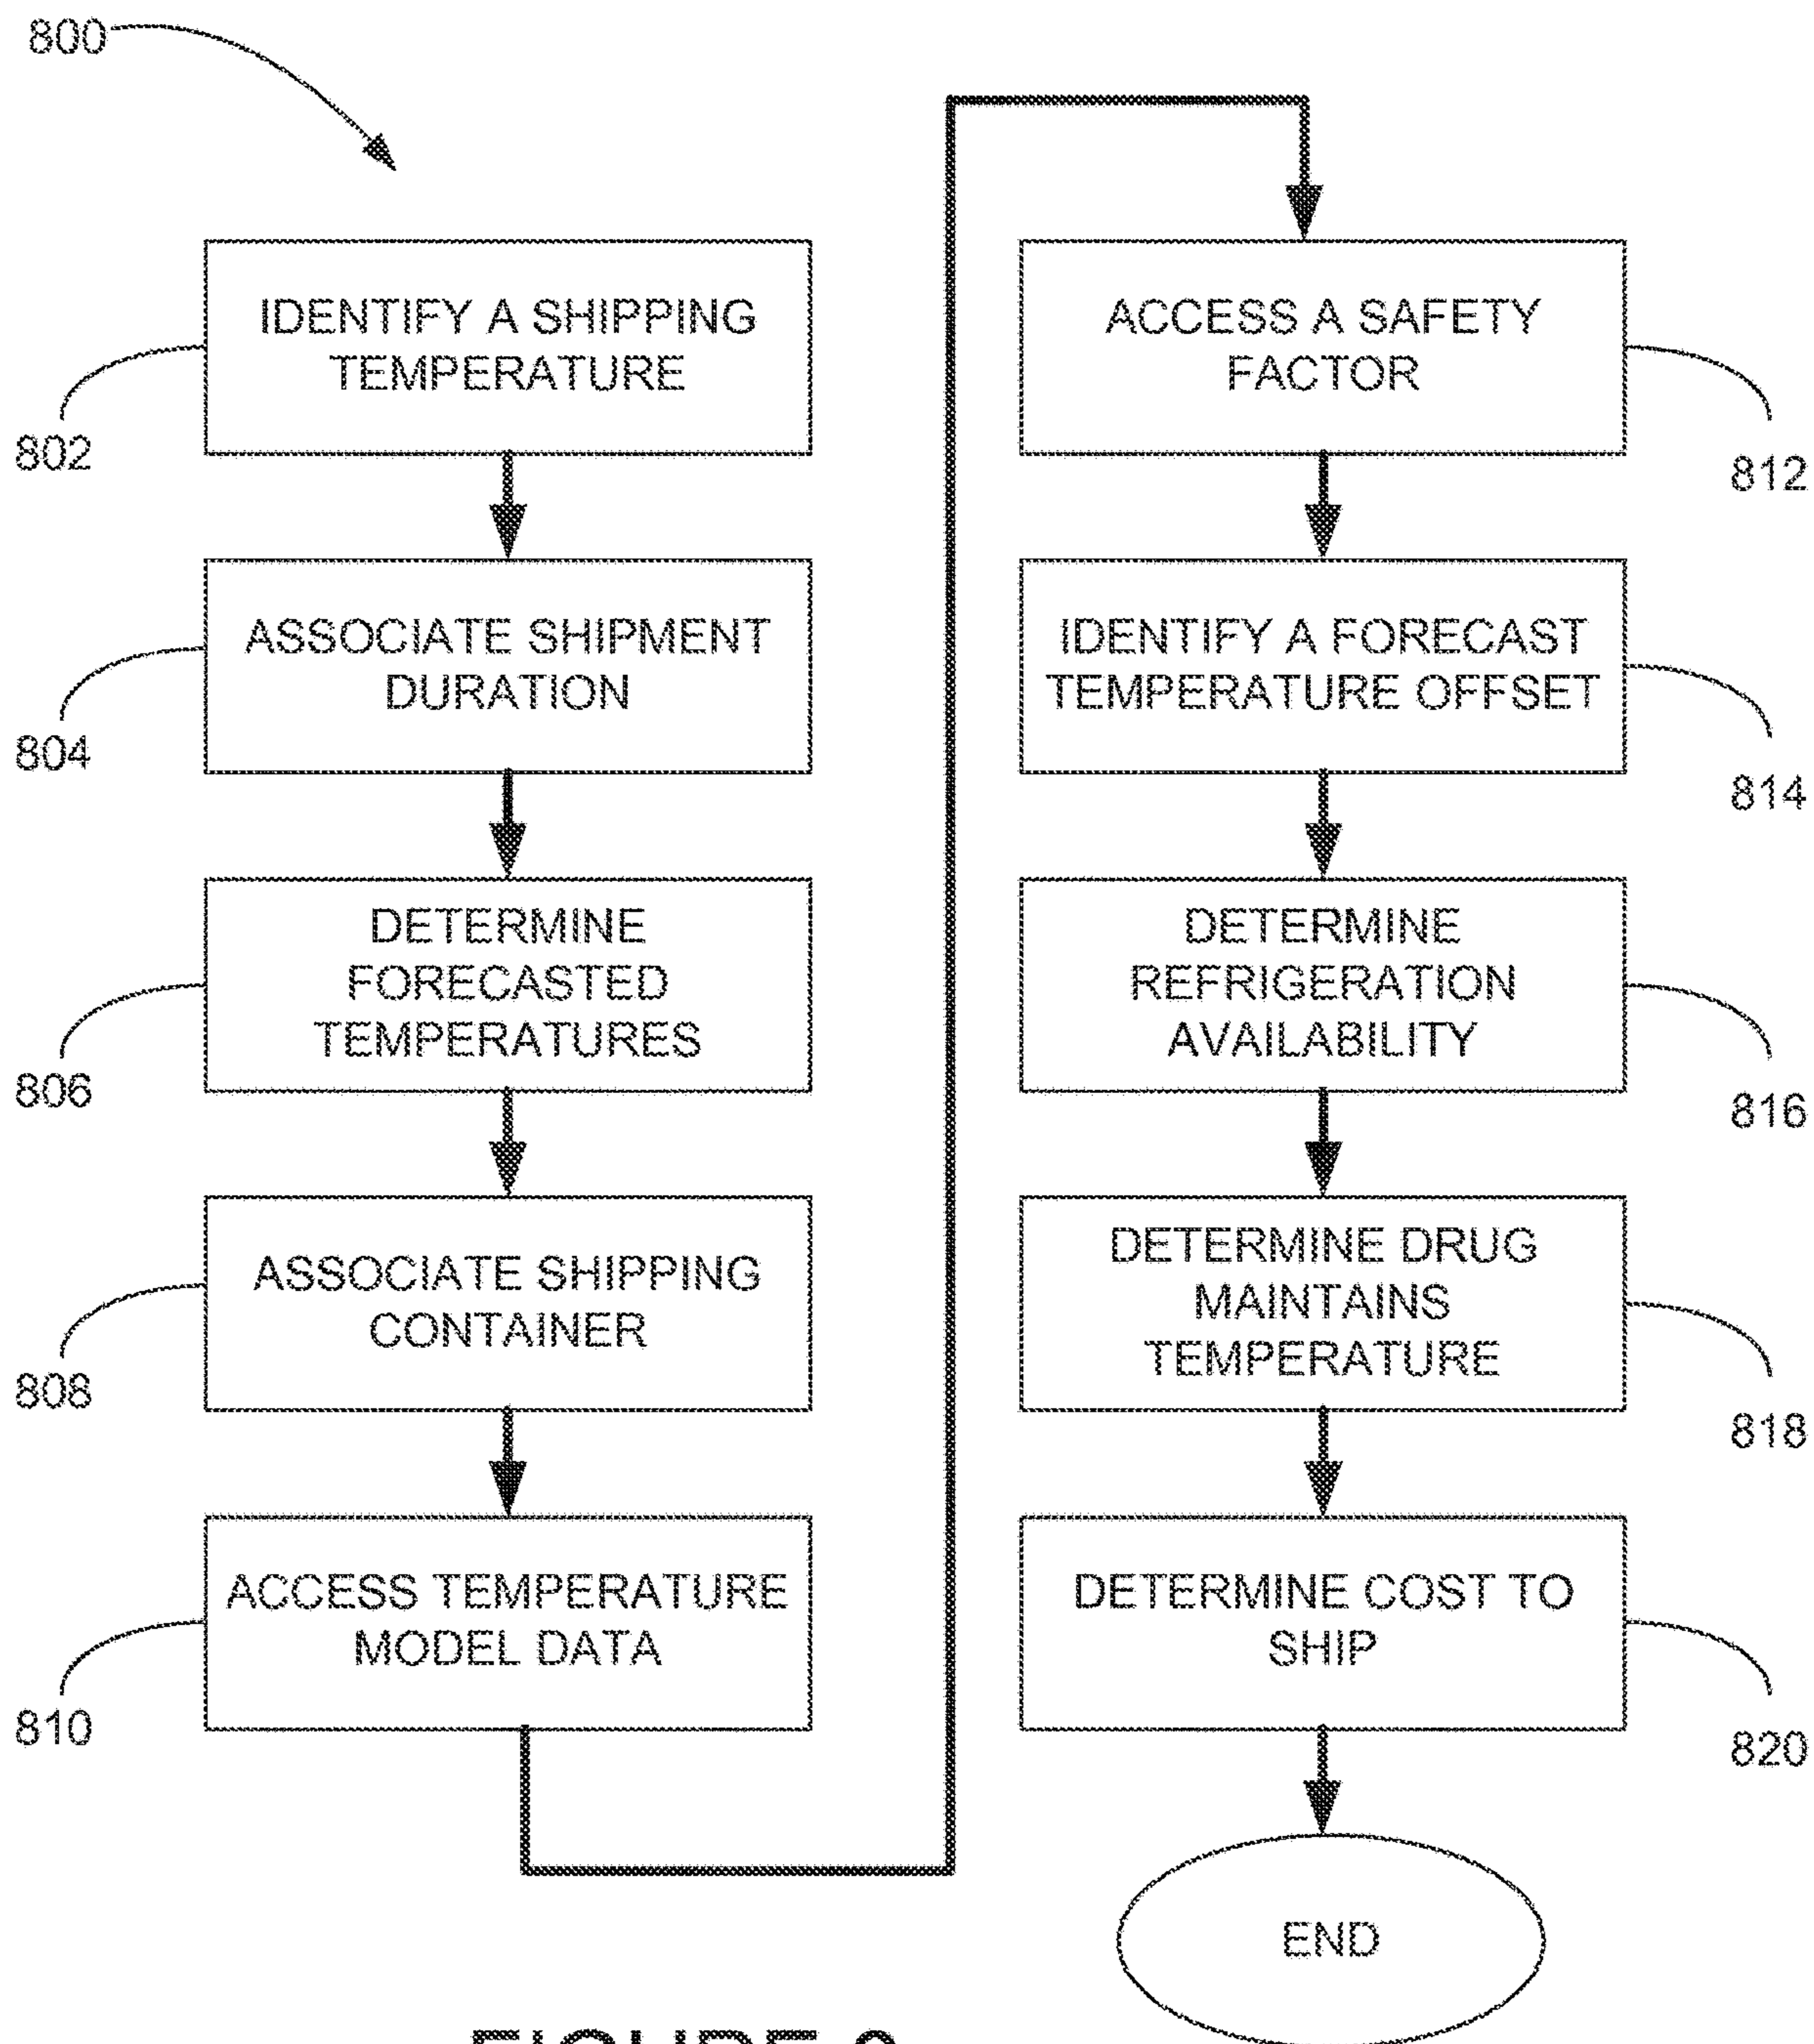 800
IDENTIFY A SHIPPING
TEMPERATURE
802
ASSOCIATE SHIPMENT
DURATION
804
DETERMINE
FORECASTED
TEMPERATURES
806
ASSOCIATE SHIPPING
CONTAINER
808
ACCESS TEMPERATURE
MODEL DATA
810
ACCESS A SAFETY
FACTOR
812
IDENTIFY A FORECAST
TEMPERATURE OFFSET
814
DETERMINE
REFRIGERATION
AVAILABILITY
816
DETERMINE DRUG
MAINTAINS
TEMPERATURE
818
DETERMINE COST TO
SHIP
820
END
FIGURE